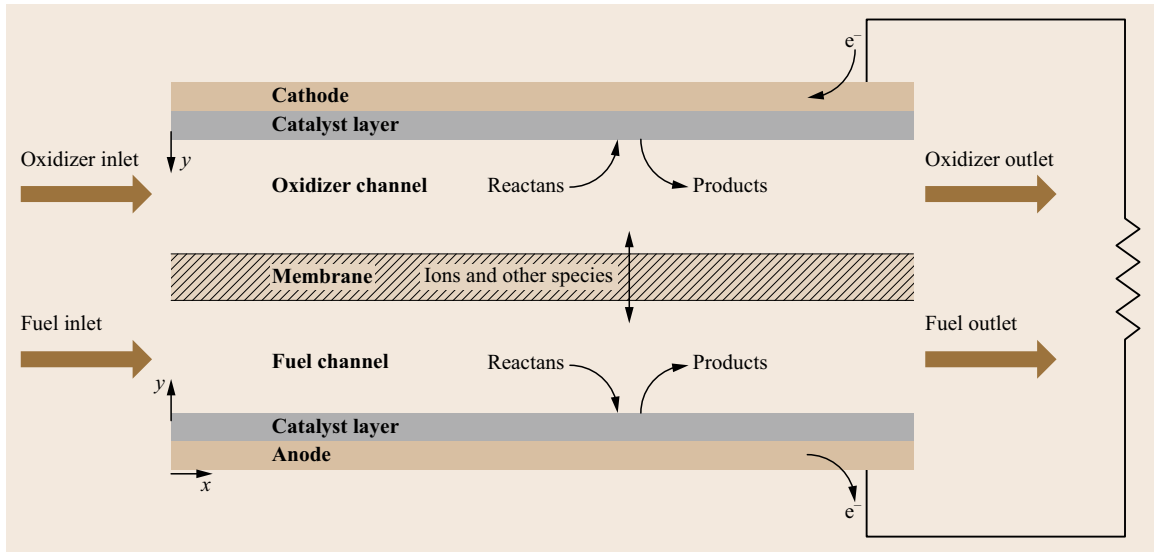 e⁻
Cathode
Catalyst layer
y
Oxidizer inlet
Oxidizer outlet
Oxidizer channel
Reactans
Products
Membrane
Ions and other species
Fuel inlet
Fuel outlet
Fuel channel
Reactans
Products
y
Catalyst layer
Anode
x
e⁻